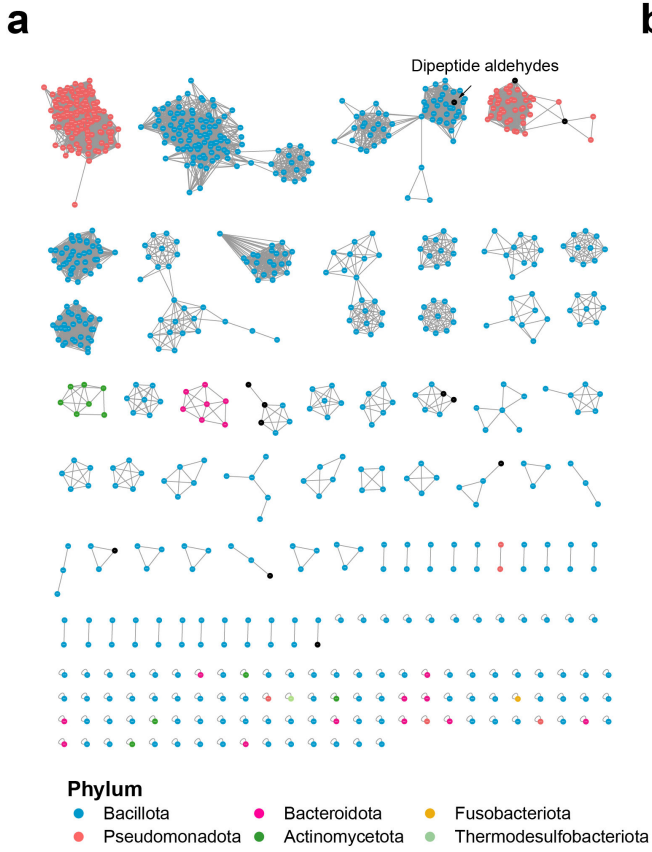 a
b
Dipeptide aldehydes
Phylum
Bacillota
Bacteroidota
Fusobacteriota
Pseudomonadota
Actinomycetota
Thermodesulfobacteriota